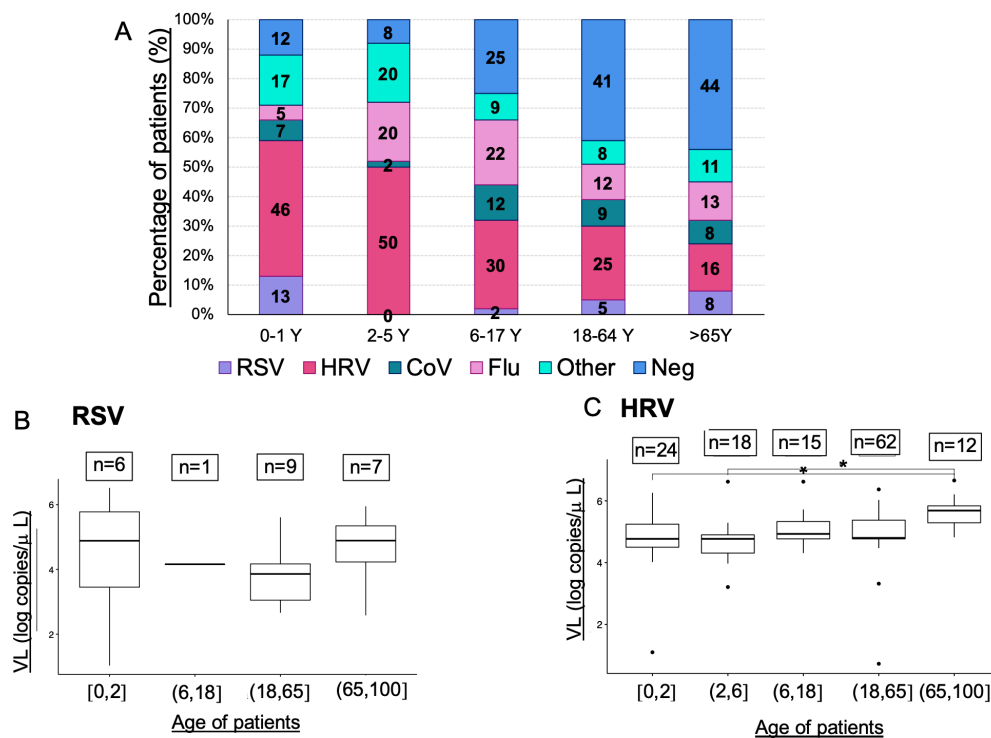 A
Percentage of patients (%)
100%
90%
80%
70%
60%
50%
40%
30%
20%
10%
0%
12 8 25 41 44
17 20 9 8 11
5 20 22 12 13
7 2 12 9 8
46 50 30 25 16
13 0 2 5 8
0-1 Y 2-5 Y 6-17 Y 18-64 Y >65Y
RSV HRV CoV Flu Other Neg
B RSV
n=6 n=1 n=9 n=7
VL (log copies/μ L)
6
4
2
[0,2] (6,18] (18,65] (65,100]
Age of patients
C HRV
n=24 n=18 n=15 n=62 n=12
* *
VL (log copies/μ L)
6
4
2
[0,2] (2,6] (6,18] (18,65] (65,100]
Age of patients